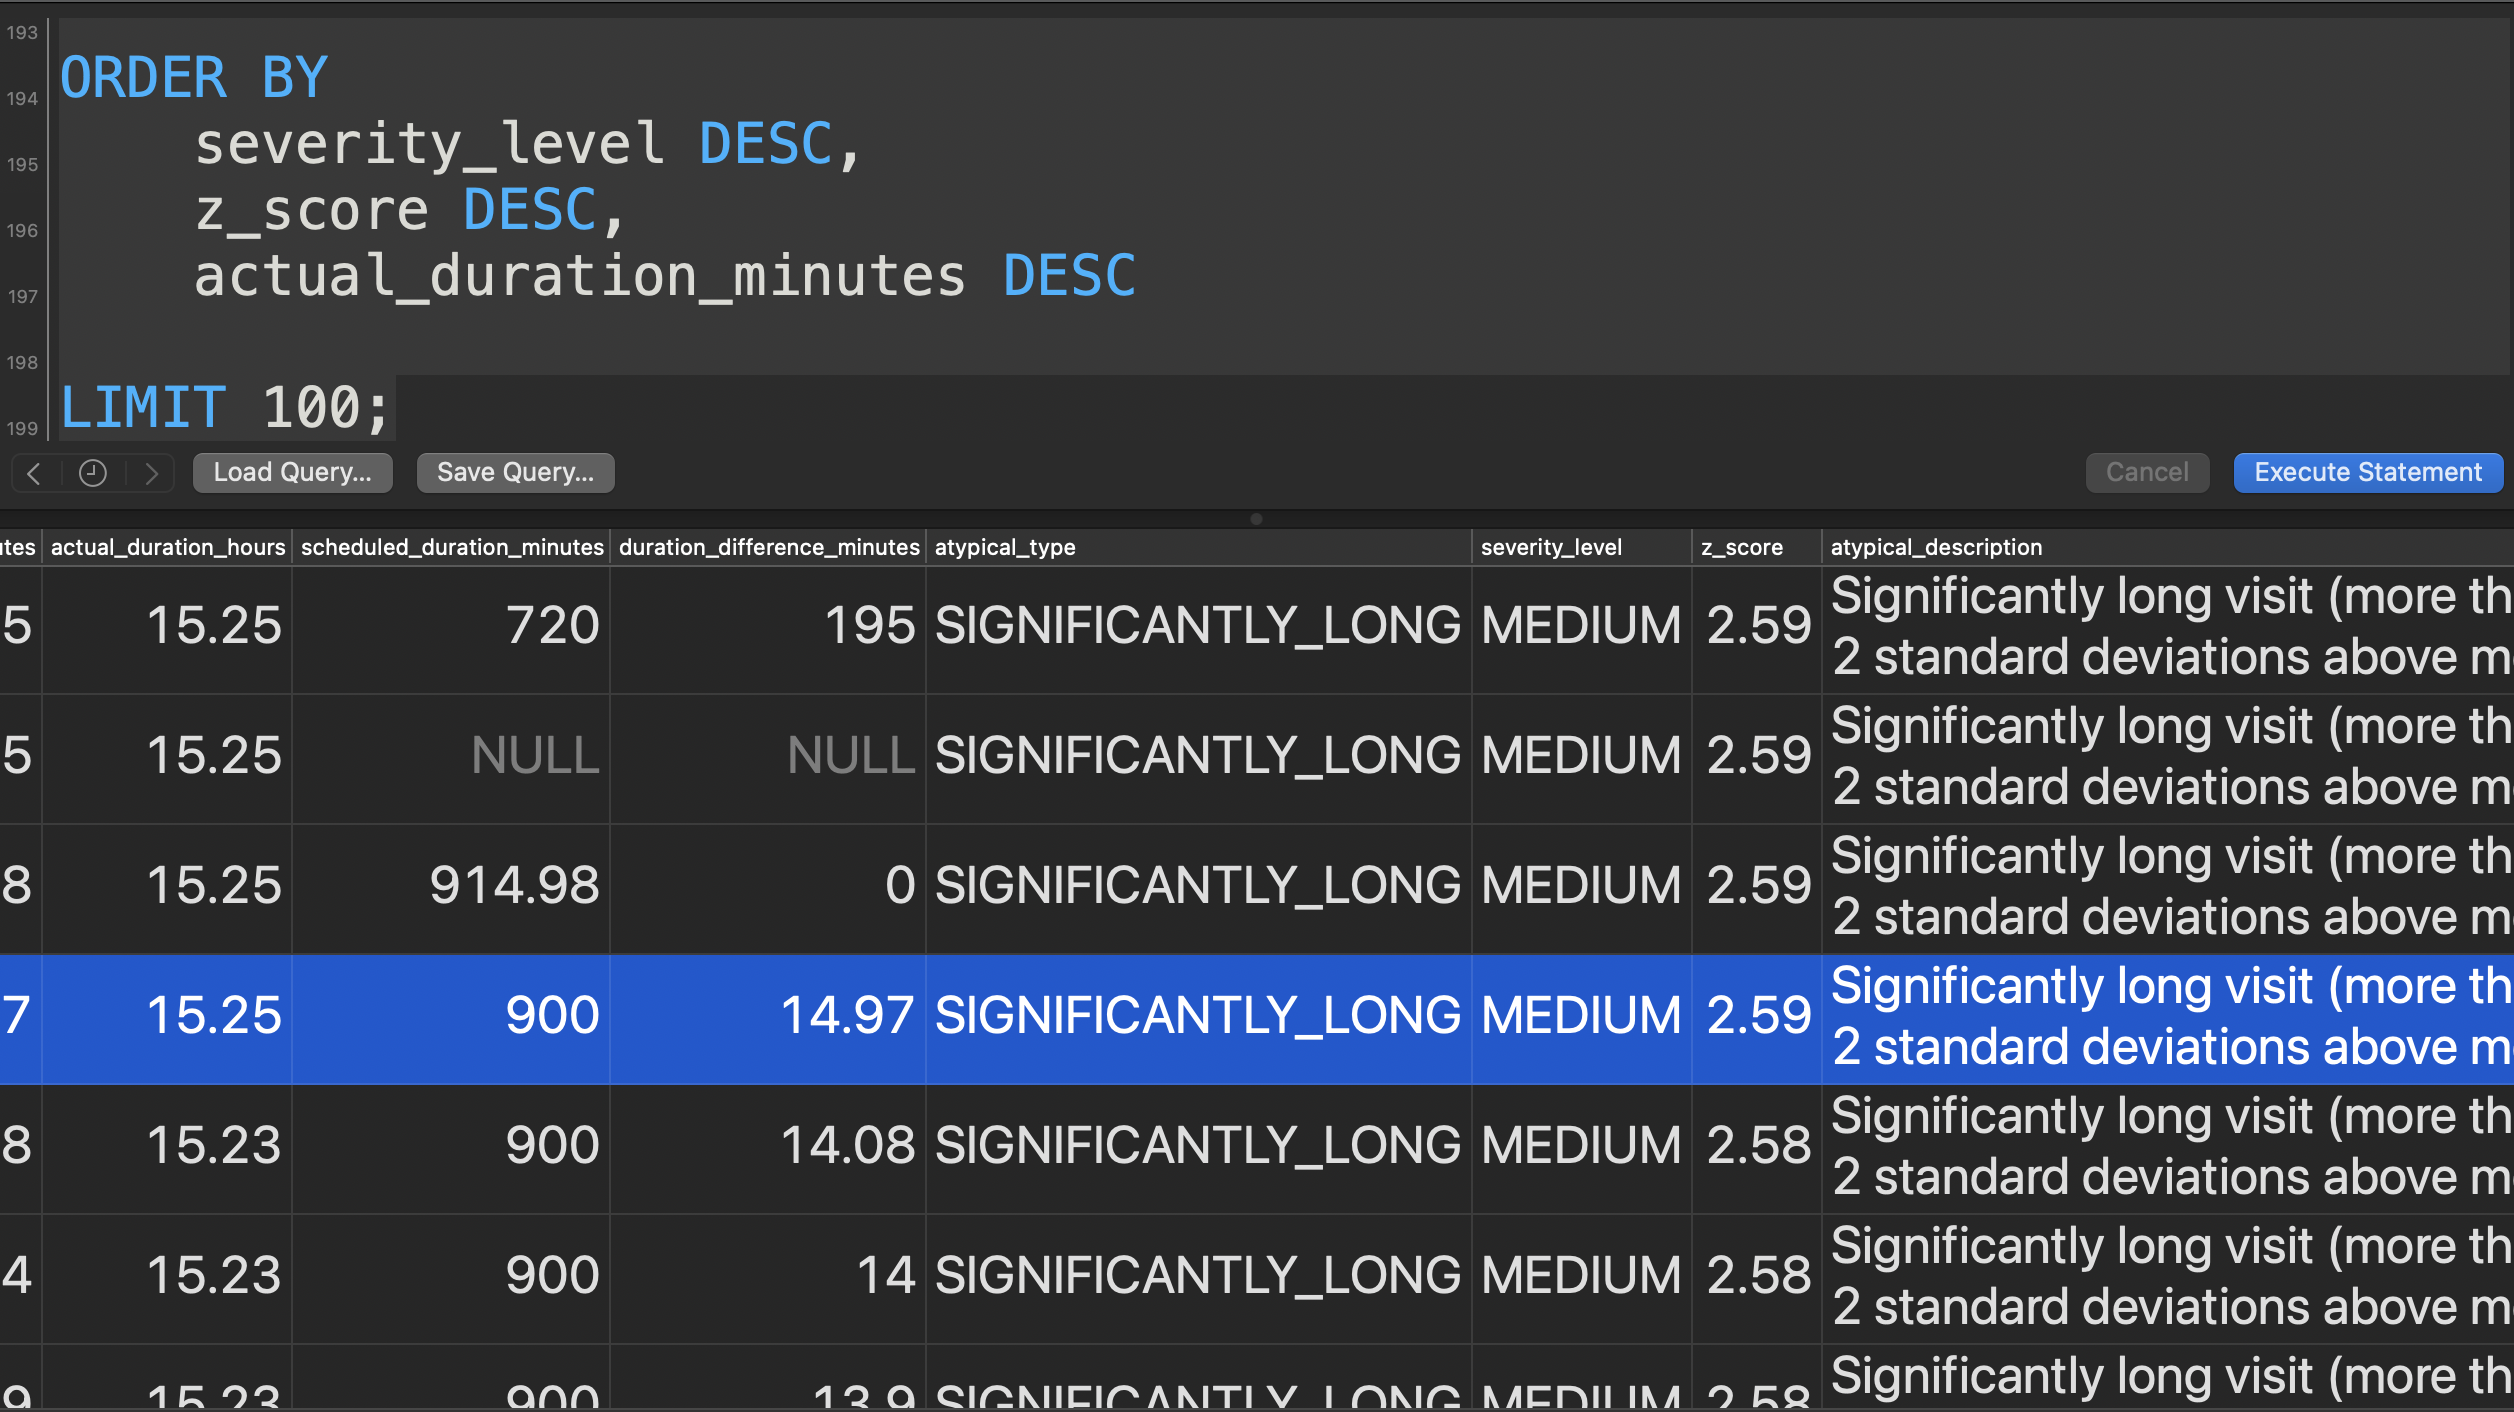 193
194 ORDER BY
195 severity_level DESC,
196 z_score DESC,
197 actual_duration_minutes DESC
198
199 LIMIT 100;
Load Query... Save Query... Cancel Execute Statement
utes actual_duration_hours scheduled_duration_minutes duration_difference_minutes atypical_type severity_level z_score atypical_description
5 15.25 720 195 SIGNIFICANTLY_LONG MEDIUM 2.59 Significantly long visit (more th
2 standard deviations above m
5 15.25 NULL NULL SIGNIFICANTLY_LONG MEDIUM 2.59 Significantly long visit (more th
2 standard deviations above m
8 15.25 914.98 0 SIGNIFICANTLY_LONG MEDIUM 2.59 Significantly long visit (more th
2 standard deviations above m
7 15.25 900 14.97 SIGNIFICANTLY_LONG MEDIUM 2.59 Significantly long visit (more th
2 standard deviations above m
8 15.23 900 14.08 SIGNIFICANTLY_LONG MEDIUM 2.58 Significantly long visit (more th
2 standard deviations above m
4 15.23 900 14 SIGNIFICANTLY_LONG MEDIUM 2.58 Significantly long visit (more th
2 standard deviations above m
9 15.23 900 13.9 SIGNIFICANTLY_LONG MEDIUM 2.58 Significantly long visit (more th